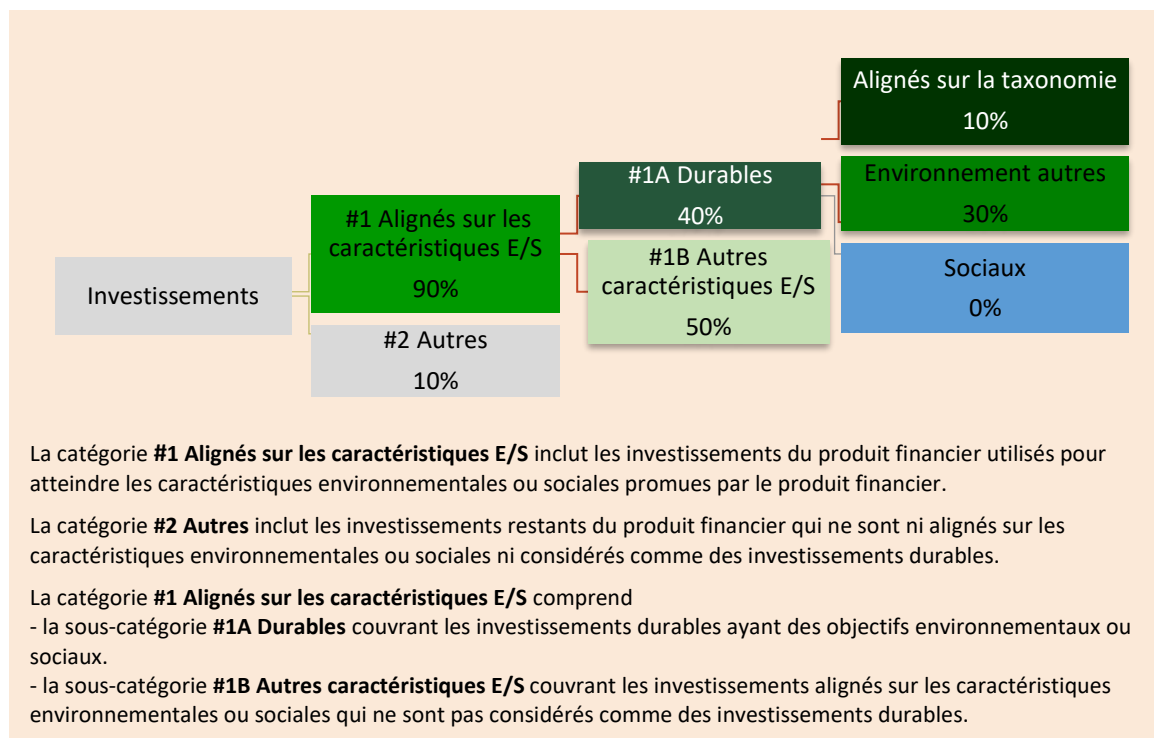 Alignés sur la taxonomie
10%
#1A Durables
40%
Environnement autres
30%
#1 Alignés sur les
caractéristiques E/S
90%
#1B Autres
caractéristiques E/S
50%
Sociaux
0%
Investissements
#2 Autres
10%
La catégorie #1 Alignés sur les caractéristiques E/S inclut les investissements du produit financier utilisés pour
atteindre les caractéristiques environnementales ou sociales promues par le produit financier.
La catégorie #2 Autres inclut les investissements restants du produit financier qui ne sont ni alignés sur les
caractéristiques environnementales ou sociales ni considérés comme des investissements durables.
La catégorie #1 Alignés sur les caractéristiques E/S comprend
- la sous-catégorie #1A Durables couvrant les investissements durables ayant des objectifs environnementaux ou
sociaux.
- la sous-catégorie #1B Autres caractéristiques E/S couvrant les investissements alignés sur les caractéristiques
environnementales ou sociales qui ne sont pas considérés comme des investissements durables.